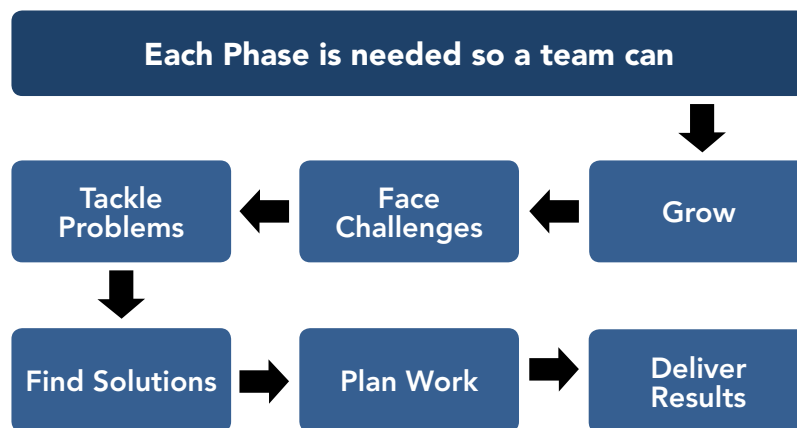 Each Phase is needed so a team can
Grow
Face
Challenges
Tackle
Problems
Find Solutions
Plan Work
Deliver
Results